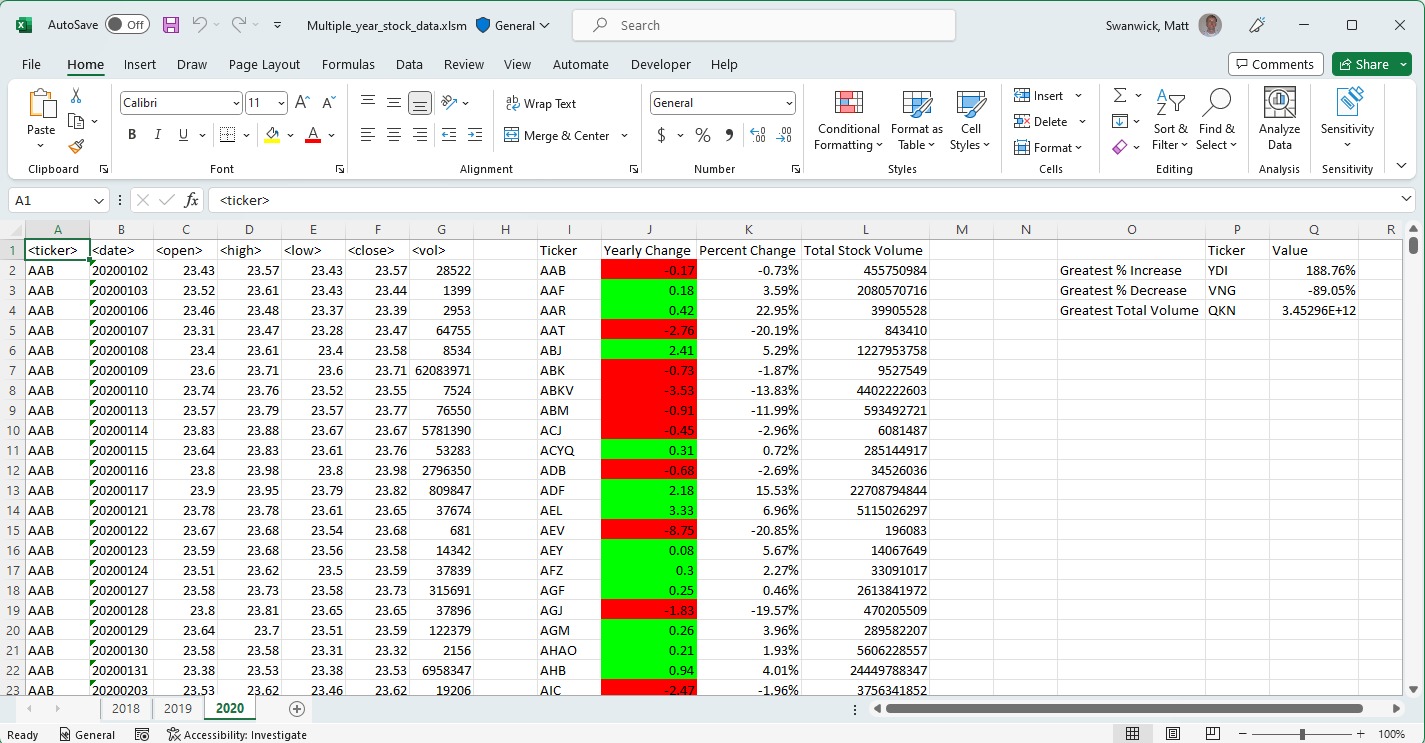 AutoSave Off Multiple_year_stock_data.xlsm General Search Swanwick, Matt
File Home Insert Draw Page Layout Formulas Data Review View Automate Developer Help Comments Share
Calibri 11 Wrap Text General Insert
Paste B I U Merge & Center $ % Conditional Formatting Format as Table Cell Styles Delete Format Sort & Filter Find & Select Analyze Data Sensitivity
Clipboard Font Alignment Number Styles Cells Editing Analysis Sensitivity
A1 fx <ticker>
A B C D E F G H I J K L M N O P Q R
1 <ticker> <date> <open> <high> <low> <close> <vol> Ticker Yearly Change Percent Change Total Stock Volume Ticker Value
2 AAB 20200102 23.43 23.57 23.43 23.57 28522 AAB -0.17 -0.73% 455750984 Greatest % Increase YDI 188.76%
3 AAB 20200103 23.52 23.61 23.43 23.44 1399 AAF 0.18 3.59% 2080570716 Greatest % Decrease VNG -89.05%
4 AAB 20200106 23.46 23.48 23.37 23.39 2953 AAR 0.42 22.95% 39905528 Greatest Total Volume QKN 3.45296E+12
5 AAB 20200107 23.31 23.47 23.28 23.47 64755 AAT -2.76 -20.19% 843410
6 AAB 20200108 23.4 23.61 23.4 23.58 8534 ABJ 2.41 5.29% 1227953758
7 AAB 20200109 23.6 23.71 23.6 23.71 62083971 ABK -0.73 -1.87% 9527549
8 AAB 20200110 23.74 23.76 23.52 23.55 7524 ABKV -3.53 -13.83% 4402222603
9 AAB 20200113 23.57 23.79 23.57 23.77 76550 ABM -0.91 -11.99% 593492721
10 AAB 20200114 23.83 23.88 23.67 23.67 5781390 ACJ -0.45 -2.96% 6081487
11 AAB 20200115 23.64 23.83 23.61 23.76 53283 ACYQ 0.31 0.72% 285144917
12 AAB 20200116 23.8 23.98 23.8 23.98 2796350 ADB -0.68 -2.69% 34526036
13 AAB 20200117 23.9 23.95 23.79 23.82 809847 ADF 2.18 15.53% 22708794844
14 AAB 20200121 23.78 23.78 23.61 23.65 37674 AEL 3.33 6.96% 5115026297
15 AAB 20200122 23.67 23.68 23.54 23.68 681 AEV -8.75 -20.85% 196083
16 AAB 20200123 23.59 23.68 23.56 23.58 14342 AEY 0.08 5.67% 14067649
17 AAB 20200124 23.51 23.62 23.5 23.59 37839 AFZ 0.3 2.27% 33091017
18 AAB 20200127 23.58 23.73 23.58 23.73 315691 AGF 0.25 0.46% 2613841972
19 AAB 20200128 23.8 23.81 23.65 23.65 37896 AGJ -1.83 -19.57% 470205509
20 AAB 20200129 23.64 23.7 23.51 23.59 122379 AGM 0.26 3.96% 289582207
21 AAB 20200130 23.58 23.58 23.31 23.32 2156 AHAO 0.21 1.93% 5606228557
22 AAB 20200131 23.38 23.53 23.38 23.53 6958347 AHB 0.94 4.01% 24449788347
23 AAB 20200203 23.53 23.62 23.46 23.62 19206 AIC -2.47 -1.96% 3756341852
2018 2019 2020
Ready General Accessibility: Investigate 100%